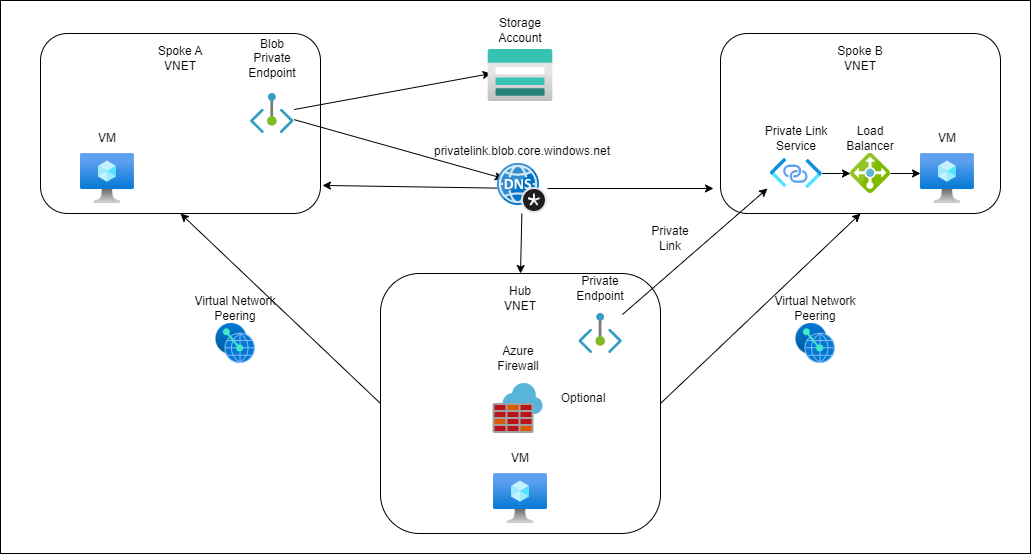 Storage
Account
Spoke A
VNET
Blob
Private
Endpoint
VM
privatelink.blob.core.windows.net
DNS
*
Spoke B
VNET
Private Link
Service
Load
Balancer
VM
Private
Link
Virtual Network
Peering
Hub
VNET
Private
Endpoint
Azure
Firewall
Optional
VM
Virtual Network
Peering